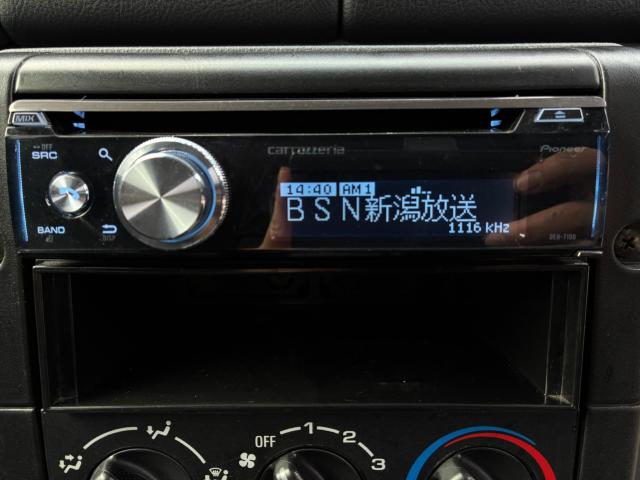 MIX
OFF
SRC
carrozzeria
Pioneer
14:40 AM1
BSN新潟放送
1116 kHz
BAND
DISP
DEH-7100
OFF 1 2 3